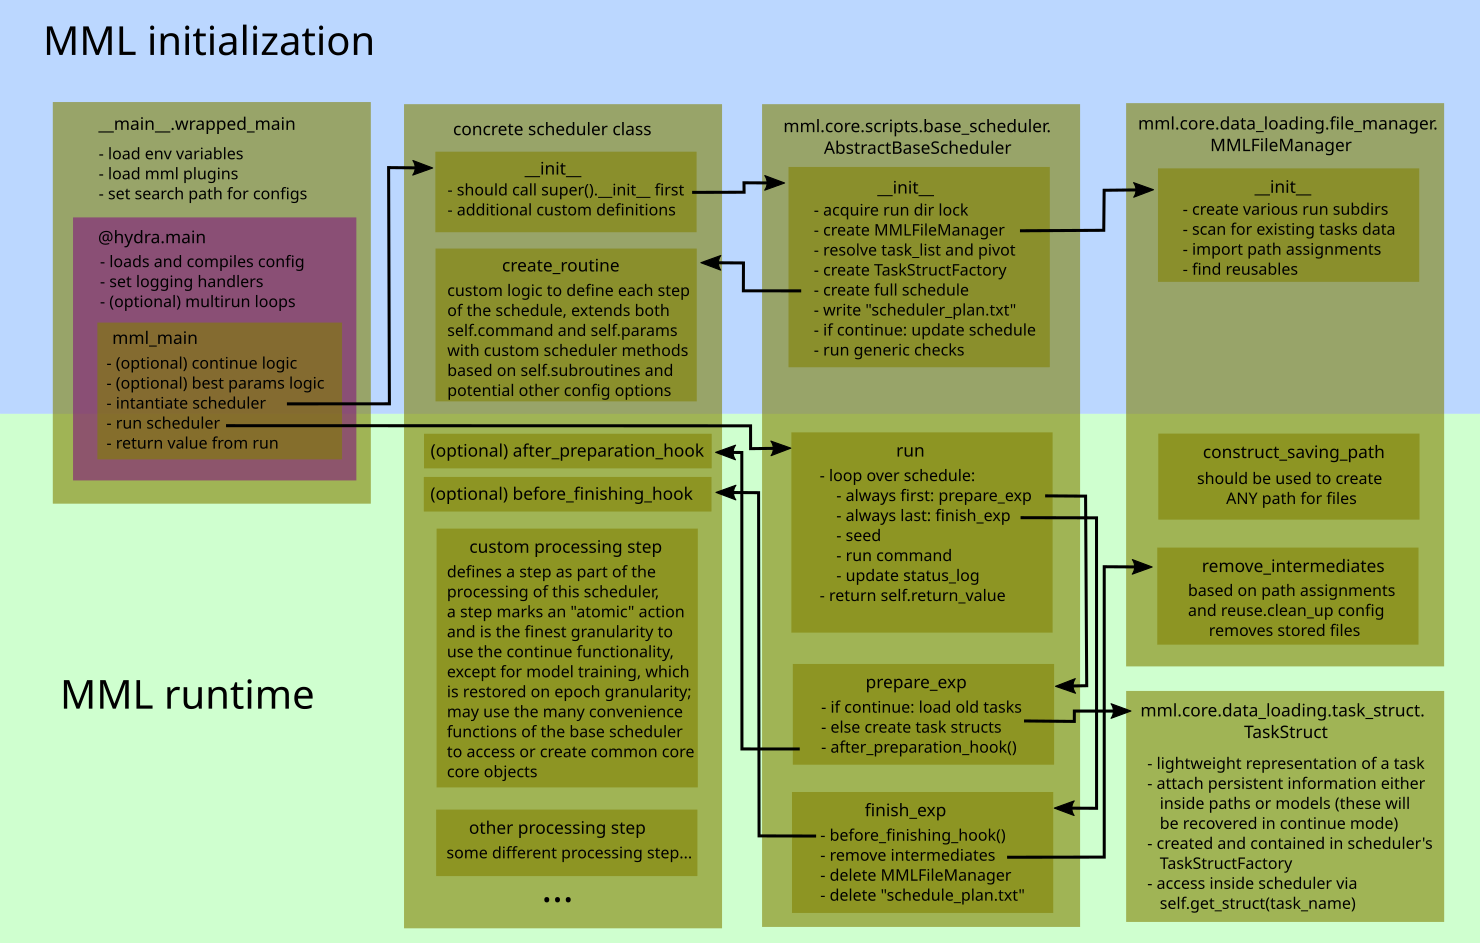 MML initialization
__main__.wrapped_main
- load env variables
- load mml plugins
- set search path for configs
@hydra.main
- loads and compiles config
- set logging handlers
- (optional) multirun loops
mml_main
- (optional) continue logic
- (optional) best params logic
- intantiate scheduler
- run scheduler
- return value from run
concrete scheduler class
__init__
- should call super().__init__ first
- additional custom definitions
create_routine
custom logic to define each step
of the schedule, extends both
self.command and self.params
with custom scheduler methods
based on self.subroutines and
potential other config options
(optional) after_preparation_hook
(optional) before_finishing_hook
custom processing step
defines a step as part of the
processing of this scheduler,
a step marks an "atomic" action
and is the finest granularity to
use the continue functionality,
except for model training, which
is restored on epoch granularity;
may use the many convenience
functions of the base scheduler
to access or create common core
core objects
other processing step
some different processing step...
...
mml.core.scripts.base_scheduler.
AbstractBaseScheduler
__init__
- acquire run dir lock
- create MMLFileManager
- resolve task_list and pivot
- create TaskStructFactory
- create full schedule
- write "scheduler_plan.txt"
- if continue: update schedule
- run generic checks
run
- loop over schedule:
- always first: prepare_exp
- always last: finish_exp
- seed
- run command
- update status_log
- return self.return_value
prepare_exp
- if continue: load old tasks
- else create task structs
- after_preparation_hook()
finish_exp
- before_finishing_hook()
- remove intermediates
- delete MMLFileManager
- delete "schedule_plan.txt"
mml.core.data_loading.file_manager.
MMLFileManager
__init__
- create various run subdirs
- scan for existing tasks data
- import path assignments
- find reusables
construct_saving_path
should be used to create
ANY path for files
remove_intermediates
based on path assignments
and reuse.clean_up config
removes stored files
mml.core.data_loading.task_struct.
TaskStruct
- lightweight representation of a task
- attach persistent information either
inside paths or models (these will
be recovered in continue mode)
- created and contained in scheduler's
TaskStructFactory
- access inside scheduler via
self.get_struct(task_name)
MML runtime